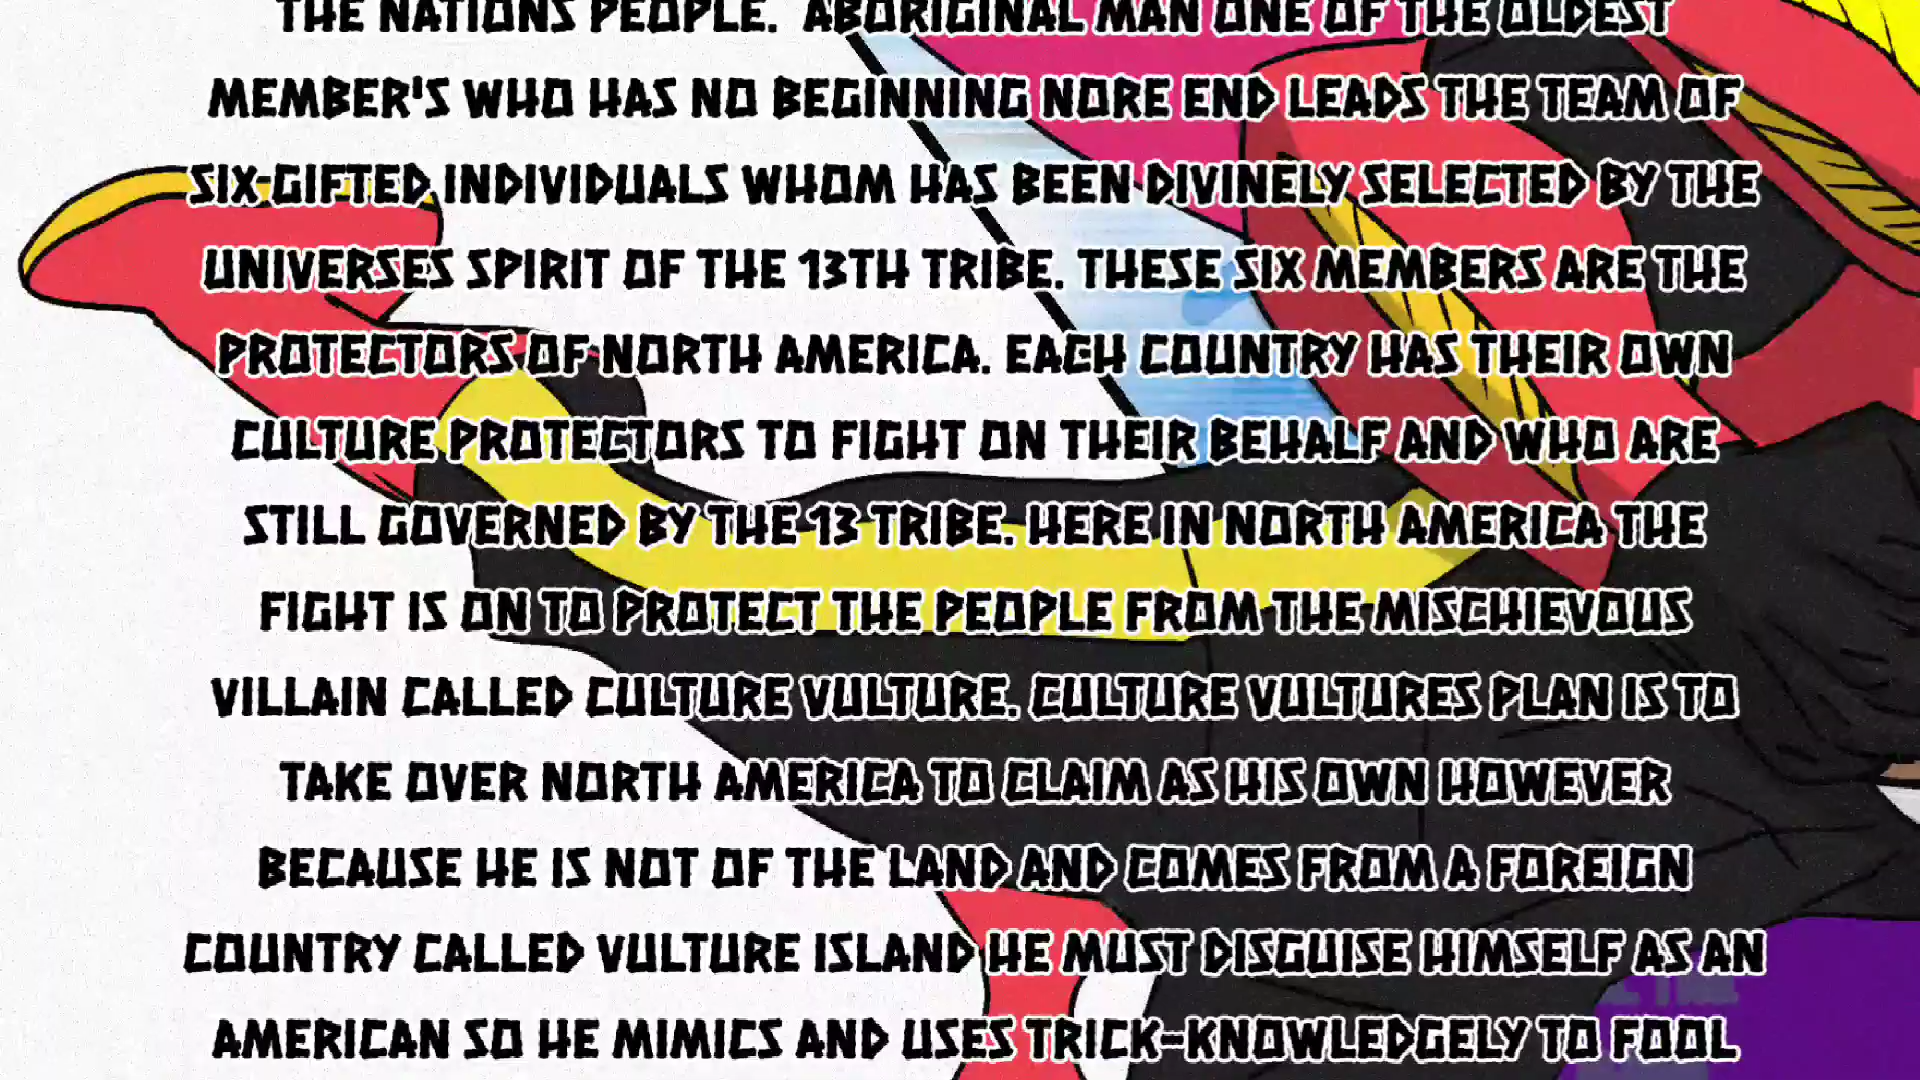 THE NATIONS PEOPLE. ABORIGINAL MAN ONE OF THE OLDEST
MEMBER'S WHO HAS NO BEGINNING NORE END LEADS THE TEAM OF
SIX-GIFTED INDIVIDUALS WHOM HAS BEEN DIVINELY SELECTED BY THE
UNIVERSES SPIRIT OF THE 13TH TRIBE. THESE SIX MEMBERS ARE THE
PROTECTORS OF NORTH AMERICA. EACH COUNTRY HAS THEIR OWN
CULTURE PROTECTORS TO FIGHT ON THEIR BEHALF AND WHO ARE
STILL GOVERNED BY THE 13 TRIBE. HERE IN NORTH AMERICA THE
FIGHT IS ON TO PROTECT THE PEOPLE FROM THE MISCHIEVOUS
VILLAIN CALLED CULTURE VULTURE. CULTURE VULTURES PLAN IS TO
TAKE OVER NORTH AMERICA TO CLAIM AS HIS OWN HOWEVER
BECAUSE HE IS NOT OF THE LAND AND COMES FROM A FOREIGN
COUNTRY CALLED VULTURE ISLAND HE MUST DISGUISE HIMSELF AS AN
AMERICAN SO HE MIMICS AND USES TRICK-KNOWLEDGELY TO FOOL